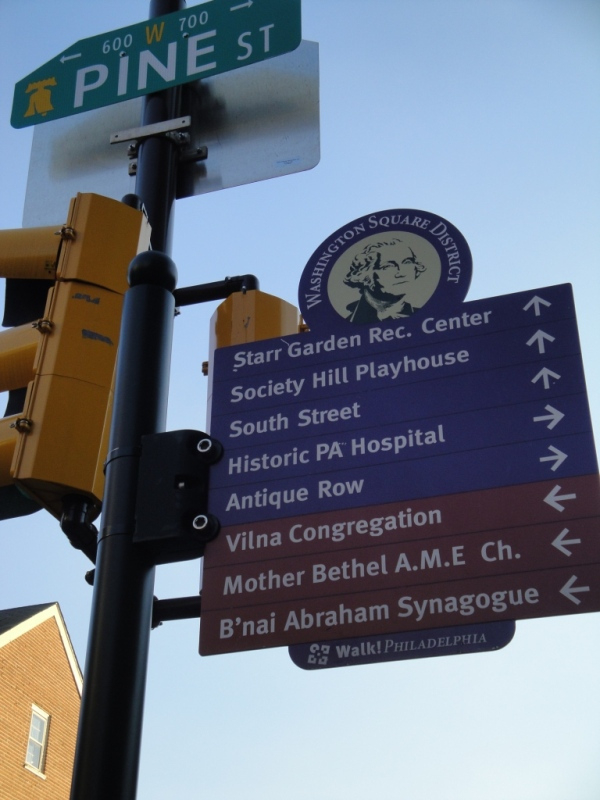 ← 600 W 700 →
PINE ST
WASHINGTON SQUARE DISTRICT
Starr Garden Rec. Center ↑
Society Hill Playhouse ↑
South Street ↑
Historic PA Hospital →
Antique Row →
Vilna Congregation ←
Mother Bethel A.M.E Ch. ←
B'nai Abraham Synagogue ←
Walk! PHILADELPHIA